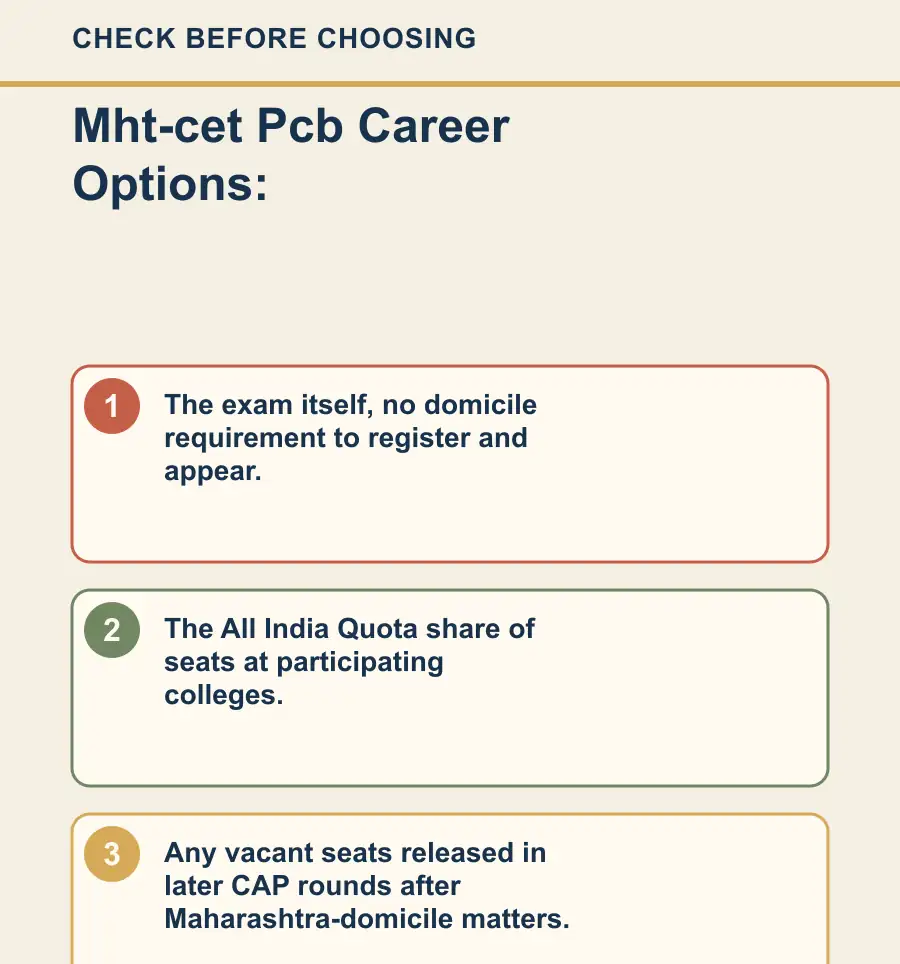 CHECK BEFORE CHOOSING
Mht-cet Pcb Career
Options:
1
The exam itself, no domicile
requirement to register and
appear.
2
The All India Quota share of
seats at participating
colleges.
3
Any vacant seats released in
later CAP rounds after
Maharashtra-domicile matters.